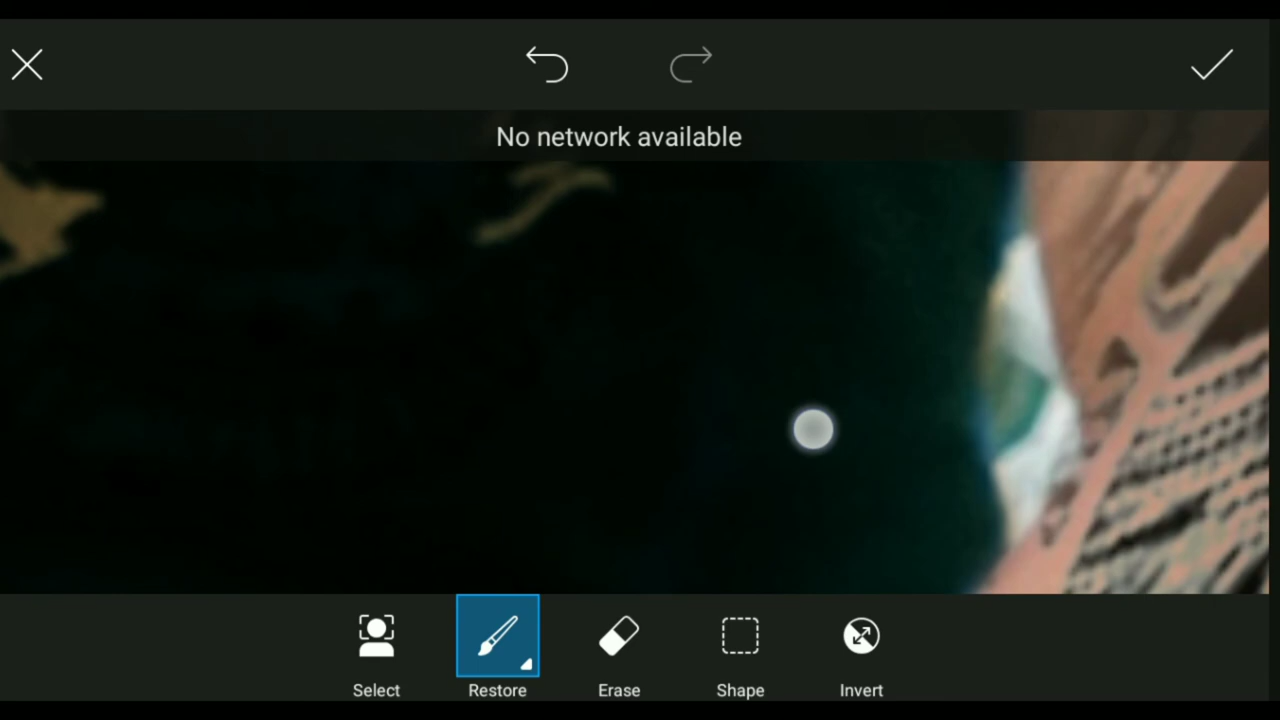 No network available
Select
Restore
Erase
Shape
Invert